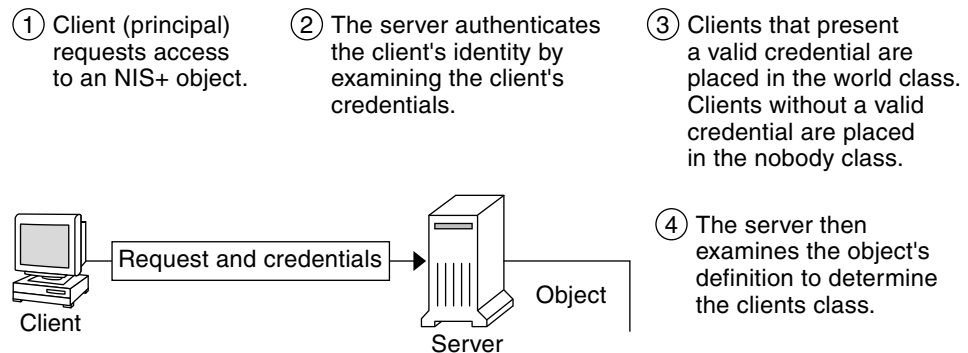 1 Client (principal)
requests access
to an NIS+ object.
2 The server authenticates
the client's identity by
examining the client's
credentials.
3 Clients that present
a valid credential are
placed in the world class.
Clients without a valid
credential are placed
in the nobody class.
4 The server then
examines the object's
definition to determine
the clients class.
Request and credentials
Object
Client
Server